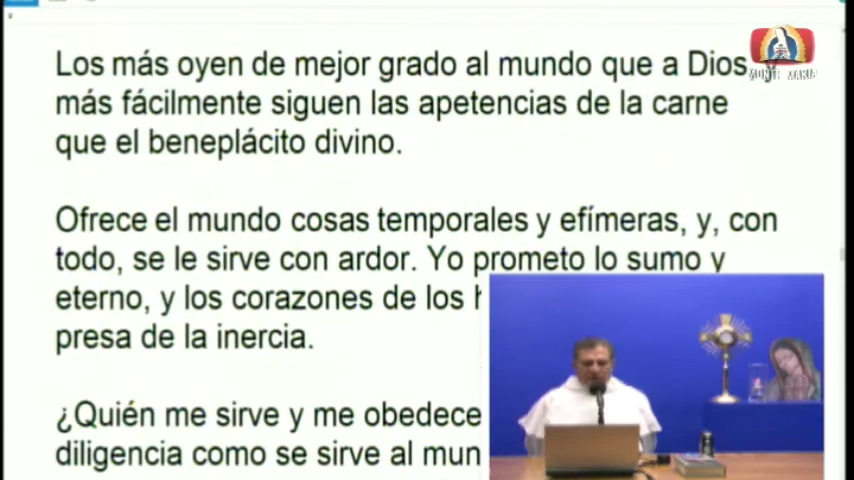 Los más oyen de mejor grado al mundo que a Dios y
más fácilmente siguen las apetencias de la carne
que el beneplácito divino.
Ofrece el mundo cosas temporales y efímeras, y, con
todo, se le sirve con ardor. Yo prometo lo sumo y
eterno, y los corazones de los
presa de la inercia.
¿Quién me sirve y me obedece
diligencia como se sirve al mun
MONTE MARIA